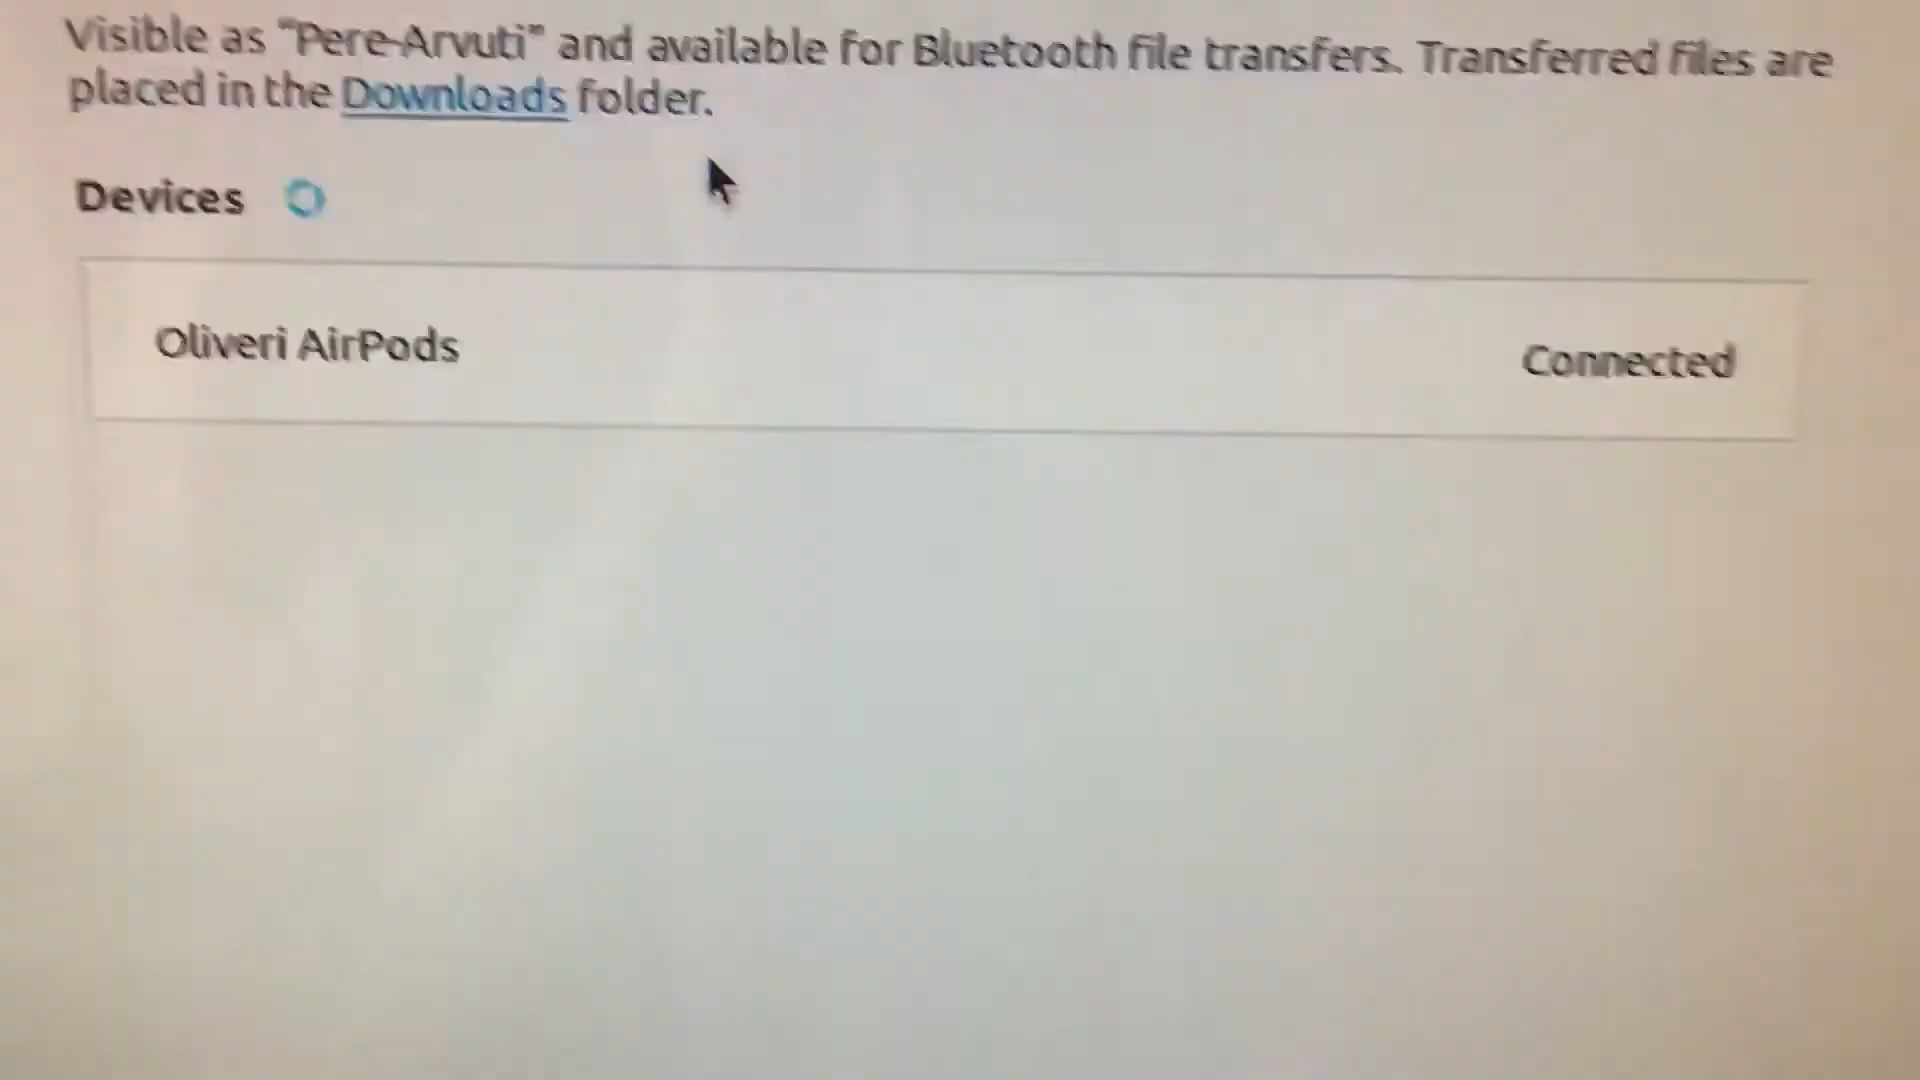 Visible as "Pere-Arvuti" and available for Bluetooth file transfers. Transferred files are
placed in the Downloads folder.
Devices
Oliveri AirPods
Connected